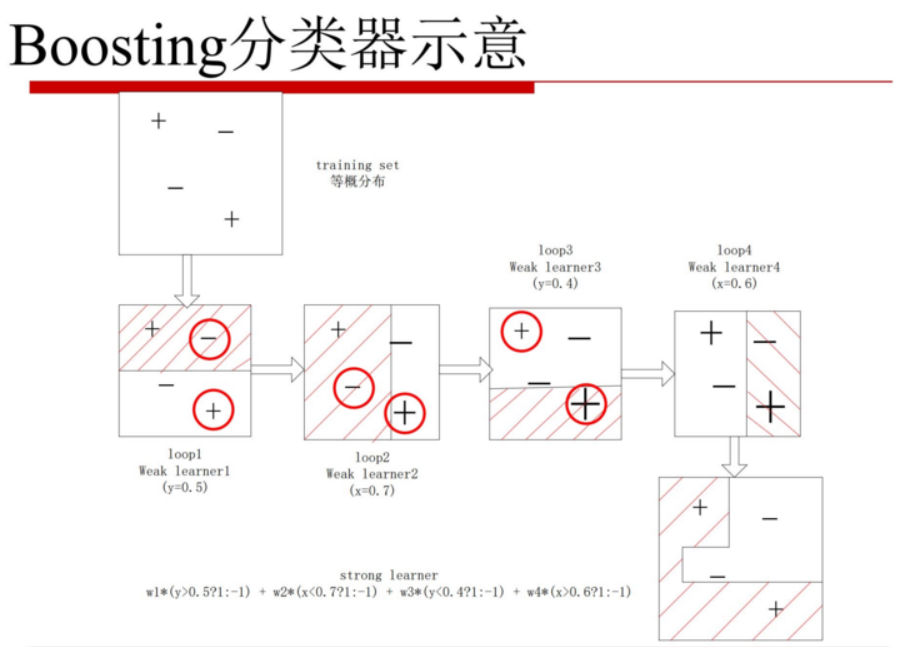 Boosting分类器示意
training set
等概分布
loop1
Weak learner1
(y=0.5)
loop2
Weak learner2
(x=0.7)
loop3
Weak learner3
(y=0.4)
loop4
Weak learner4
(x=0.6)
strong learner
w1*(y>0.5?1:-1) + w2*(x<0.7?1:-1) + w3*(y<0.4?1:-1) + w4*(x>0.6?1:-1)